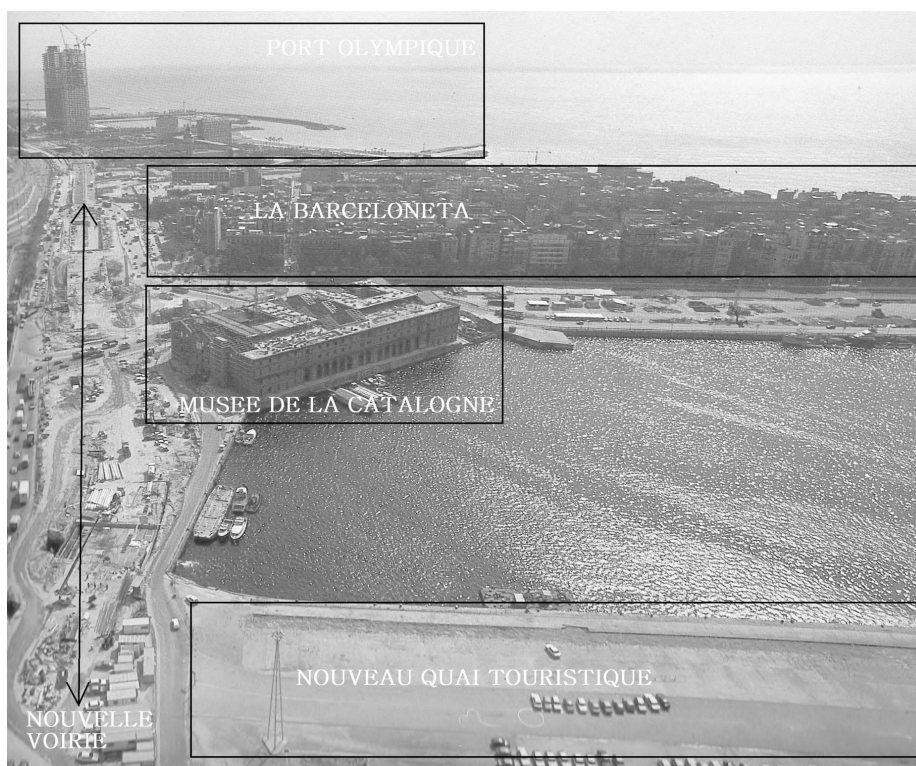 PORT OLYMPIQUE
LA BARCELONETA
MUSEE DE LA CATALOGNE
NOUVEAU QUAI TOURISTIQUE
NOUVELLE
VOIRIE